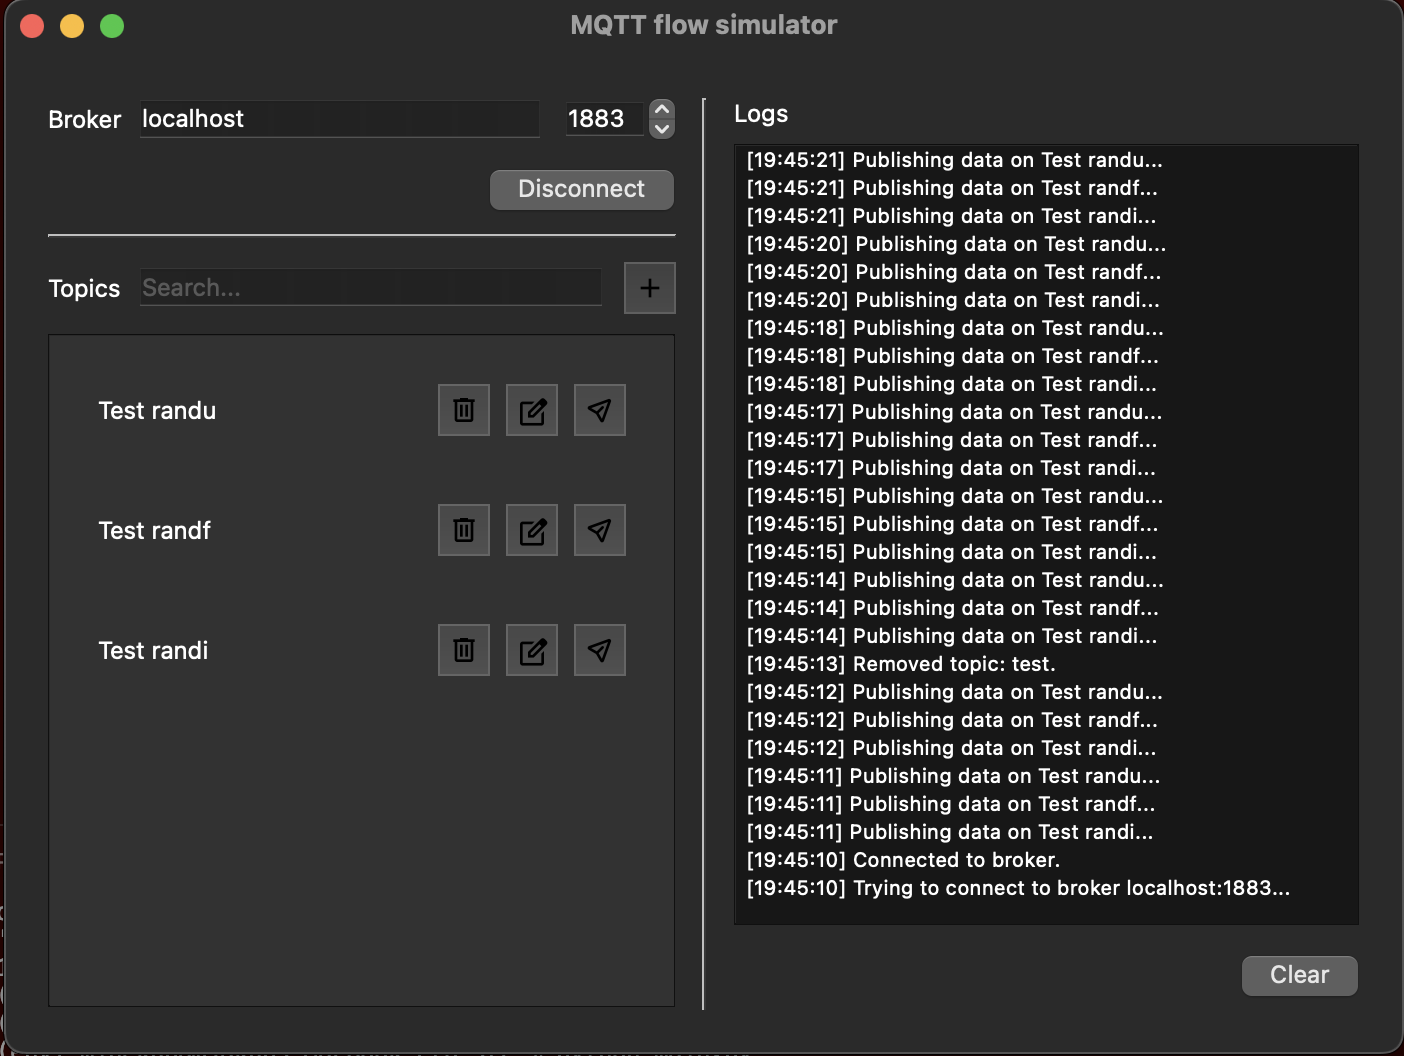 MQTT flow simulator
Broker localhost 1883
Disconnect
Topics Search...
+
Test randu
Test randf
Test randi
Logs
[19:45:21] Publishing data on Test randu...
[19:45:21] Publishing data on Test randf...
[19:45:21] Publishing data on Test randi...
[19:45:20] Publishing data on Test randu...
[19:45:20] Publishing data on Test randf...
[19:45:20] Publishing data on Test randi...
[19:45:18] Publishing data on Test randu...
[19:45:18] Publishing data on Test randf...
[19:45:18] Publishing data on Test randi...
[19:45:17] Publishing data on Test randu...
[19:45:17] Publishing data on Test randf...
[19:45:17] Publishing data on Test randi...
[19:45:15] Publishing data on Test randu...
[19:45:15] Publishing data on Test randf...
[19:45:15] Publishing data on Test randi...
[19:45:14] Publishing data on Test randu...
[19:45:14] Publishing data on Test randf...
[19:45:14] Publishing data on Test randi...
[19:45:13] Removed topic: test.
[19:45:12] Publishing data on Test randu...
[19:45:12] Publishing data on Test randf...
[19:45:12] Publishing data on Test randi...
[19:45:11] Publishing data on Test randu...
[19:45:11] Publishing data on Test randf...
[19:45:11] Publishing data on Test randi...
[19:45:10] Connected to broker.
[19:45:10] Trying to connect to broker localhost:1883...
Clear